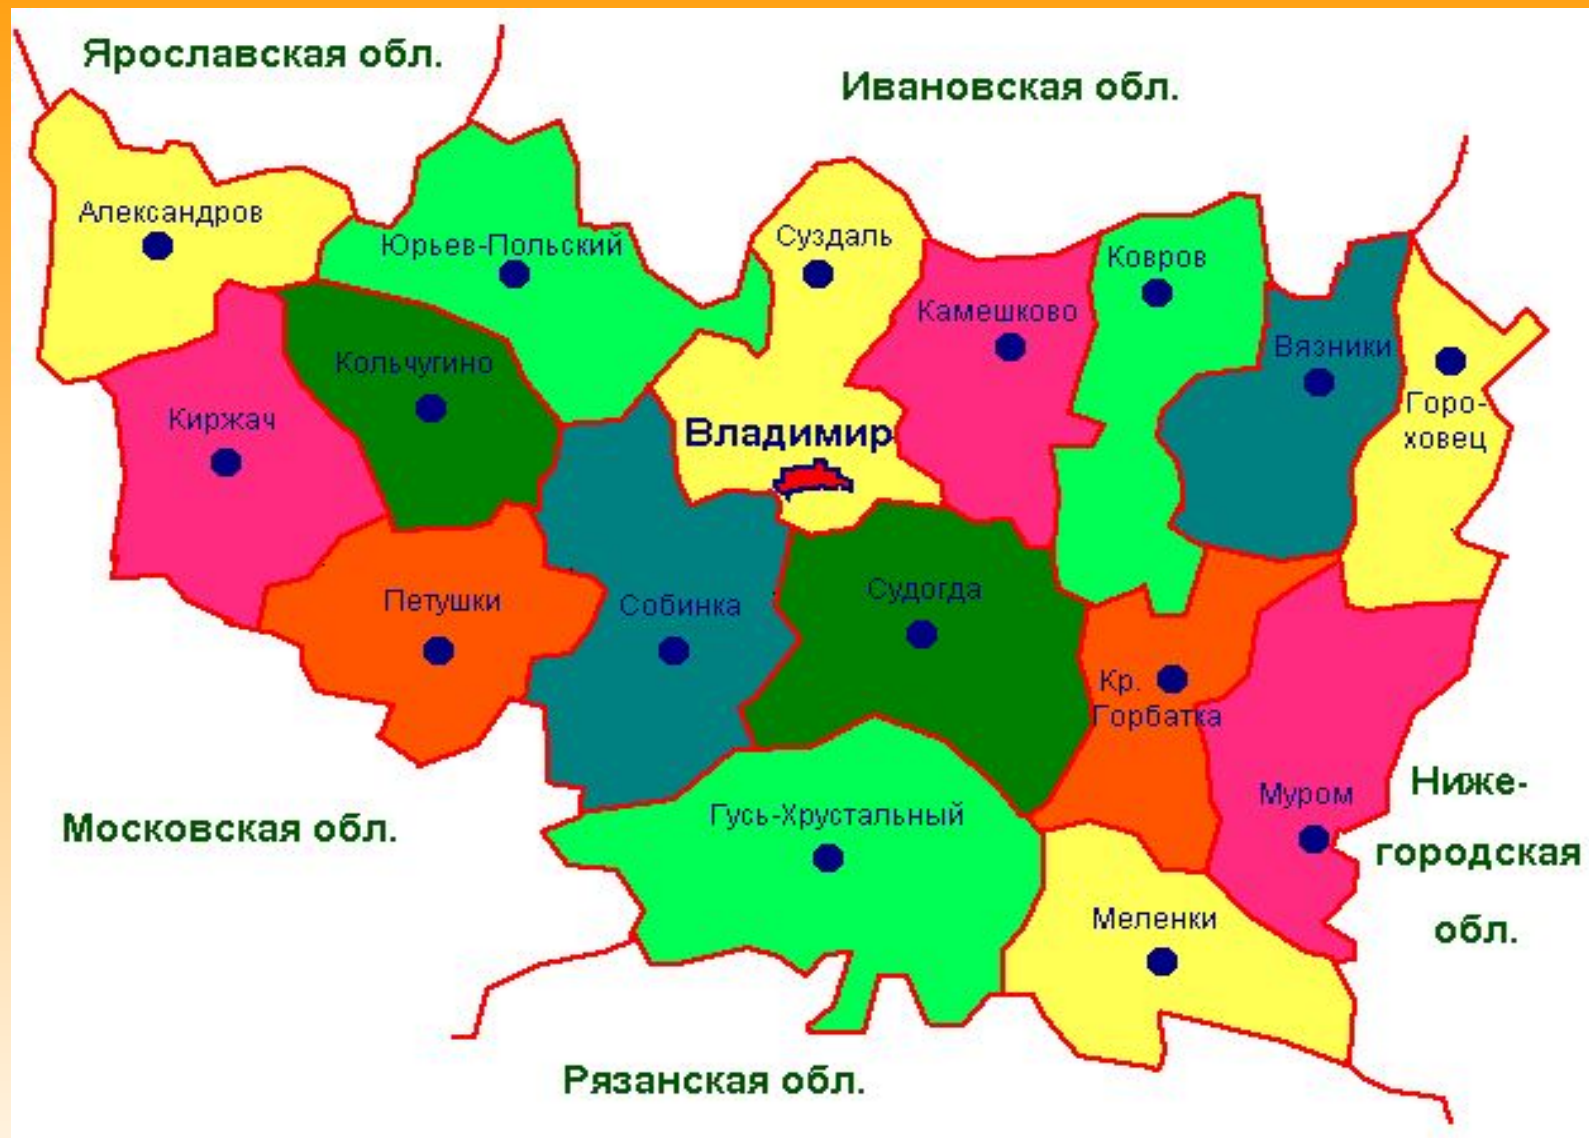 Ярославская обл.
Ивановская обл.
Александров
Юрьев-Польский
Суздаль
Ковров
Камешково
Вязники
Кольчугино
Киржач
Горо-
ховец
Владимир
Петушки
Собинка
Судогда
Кр.
Горбатка
Муром
Ниже-
городская
обл.
Московская обл.
Гусь-Хрустальный
Меленки
Рязанская обл.